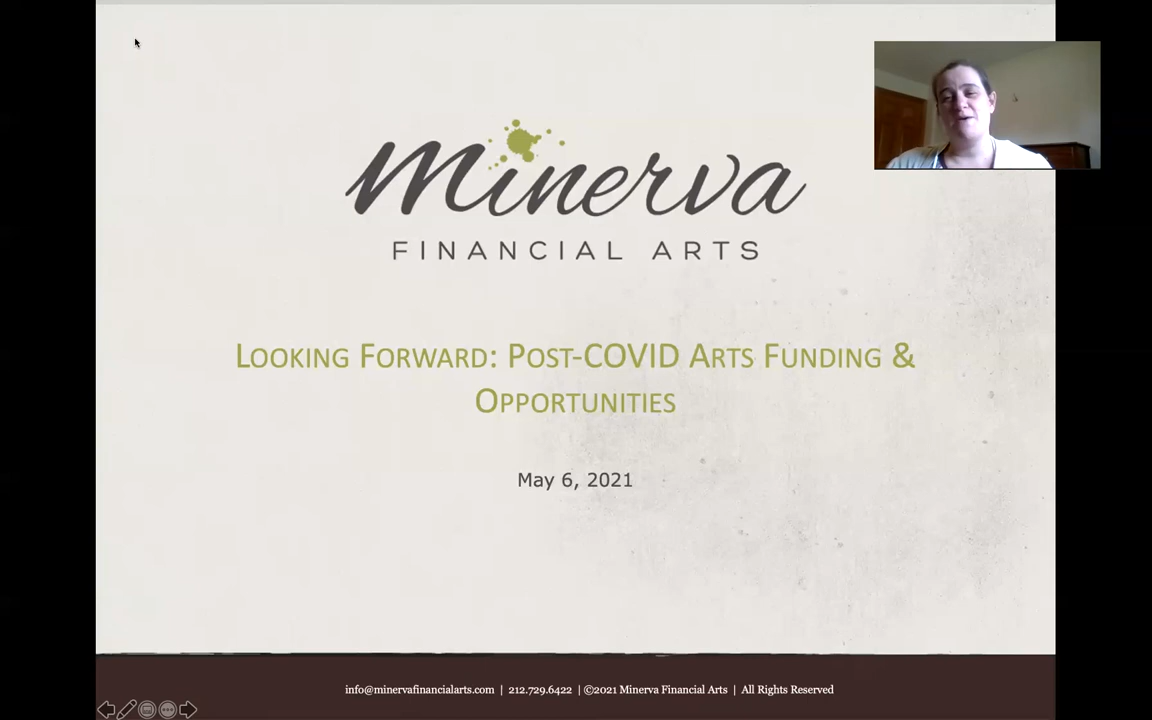 Minerva
FINANCIAL ARTS
LOOKING FORWARD: POST-COVID ARTS FUNDING &
OPPORTUNITIES
May 6, 2021
info@minervafinancialarts.com | 212.729.6422 | ©2021 Minerva Financial Arts | All Rights Reserved